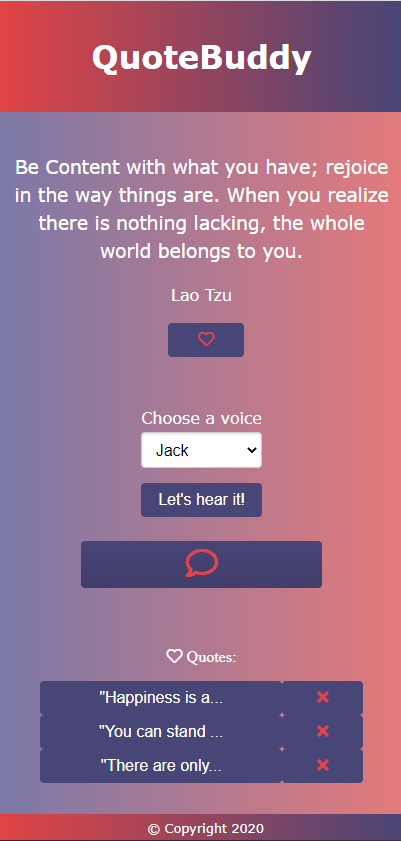 QuoteBuddy
Be Content with what you have; rejoice
in the way things are. When you realize
there is nothing lacking, the whole
world belongs to you.
Lao Tzu
Choose a voice
Jack
Let's hear it!
Quotes:
"Happiness is a...
"You can stand ...
"There are only...
© Copyright 2020